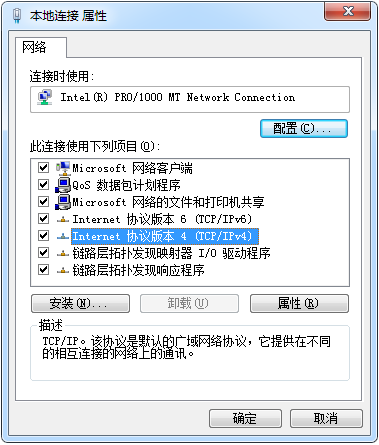 本地连接 属性
网络
连接时使用:
Intel(R) PRO/1000 MT Network Connection
配置(C)...
此连接使用下列项目(O):
Microsoft 网络客户端
QoS 数据包计划程序
Microsoft 网络的文件和打印机共享
Internet 协议版本 6 (TCP/IPv6)
Internet 协议版本 4 (TCP/IPv4)
链路层拓扑发现映射器 I/O 驱动程序
链路层拓扑发现响应程序
安装(N)...
卸载(U)
属性(R)
描述
TCP/IP。该协议是默认的广域网络协议，它提供在不同
的相互连接的网络上的通讯。
确定
取消